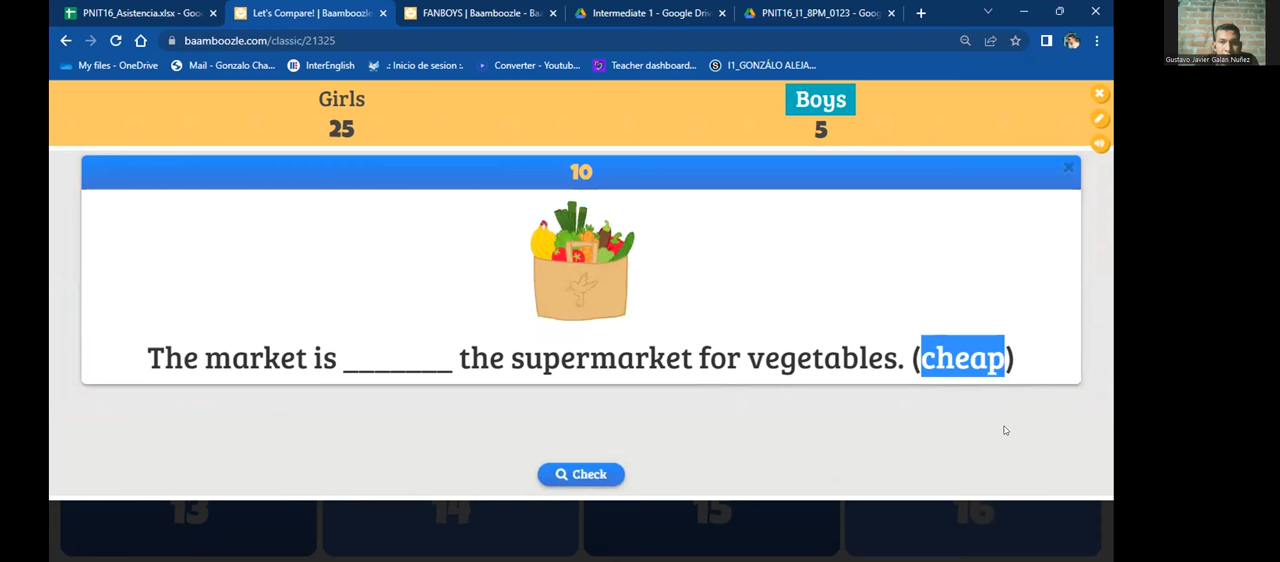 PNIT16_Asistencia.xlsx - Goo
Let's Compare! | Baamboozle
FANBOYS | Baamboozle - Ba
Intermediate 1 - Google Driv
PNIT16_I1_8PM_0123 - Goog
baamboozle.com/classic/21325
My files - OneDrive
Mail - Gonzalo Cha...
InterEnglish
.: Inicio de sesion :.
Converter - Youtub...
Teacher dashboard...
I1_GONZÁLO ALEJA...
Gustavo Javier Galan Nuñez
Girls
25
Boys
5
10
The market is _______ the supermarket for vegetables. (cheap)
Check
13
14
15
16